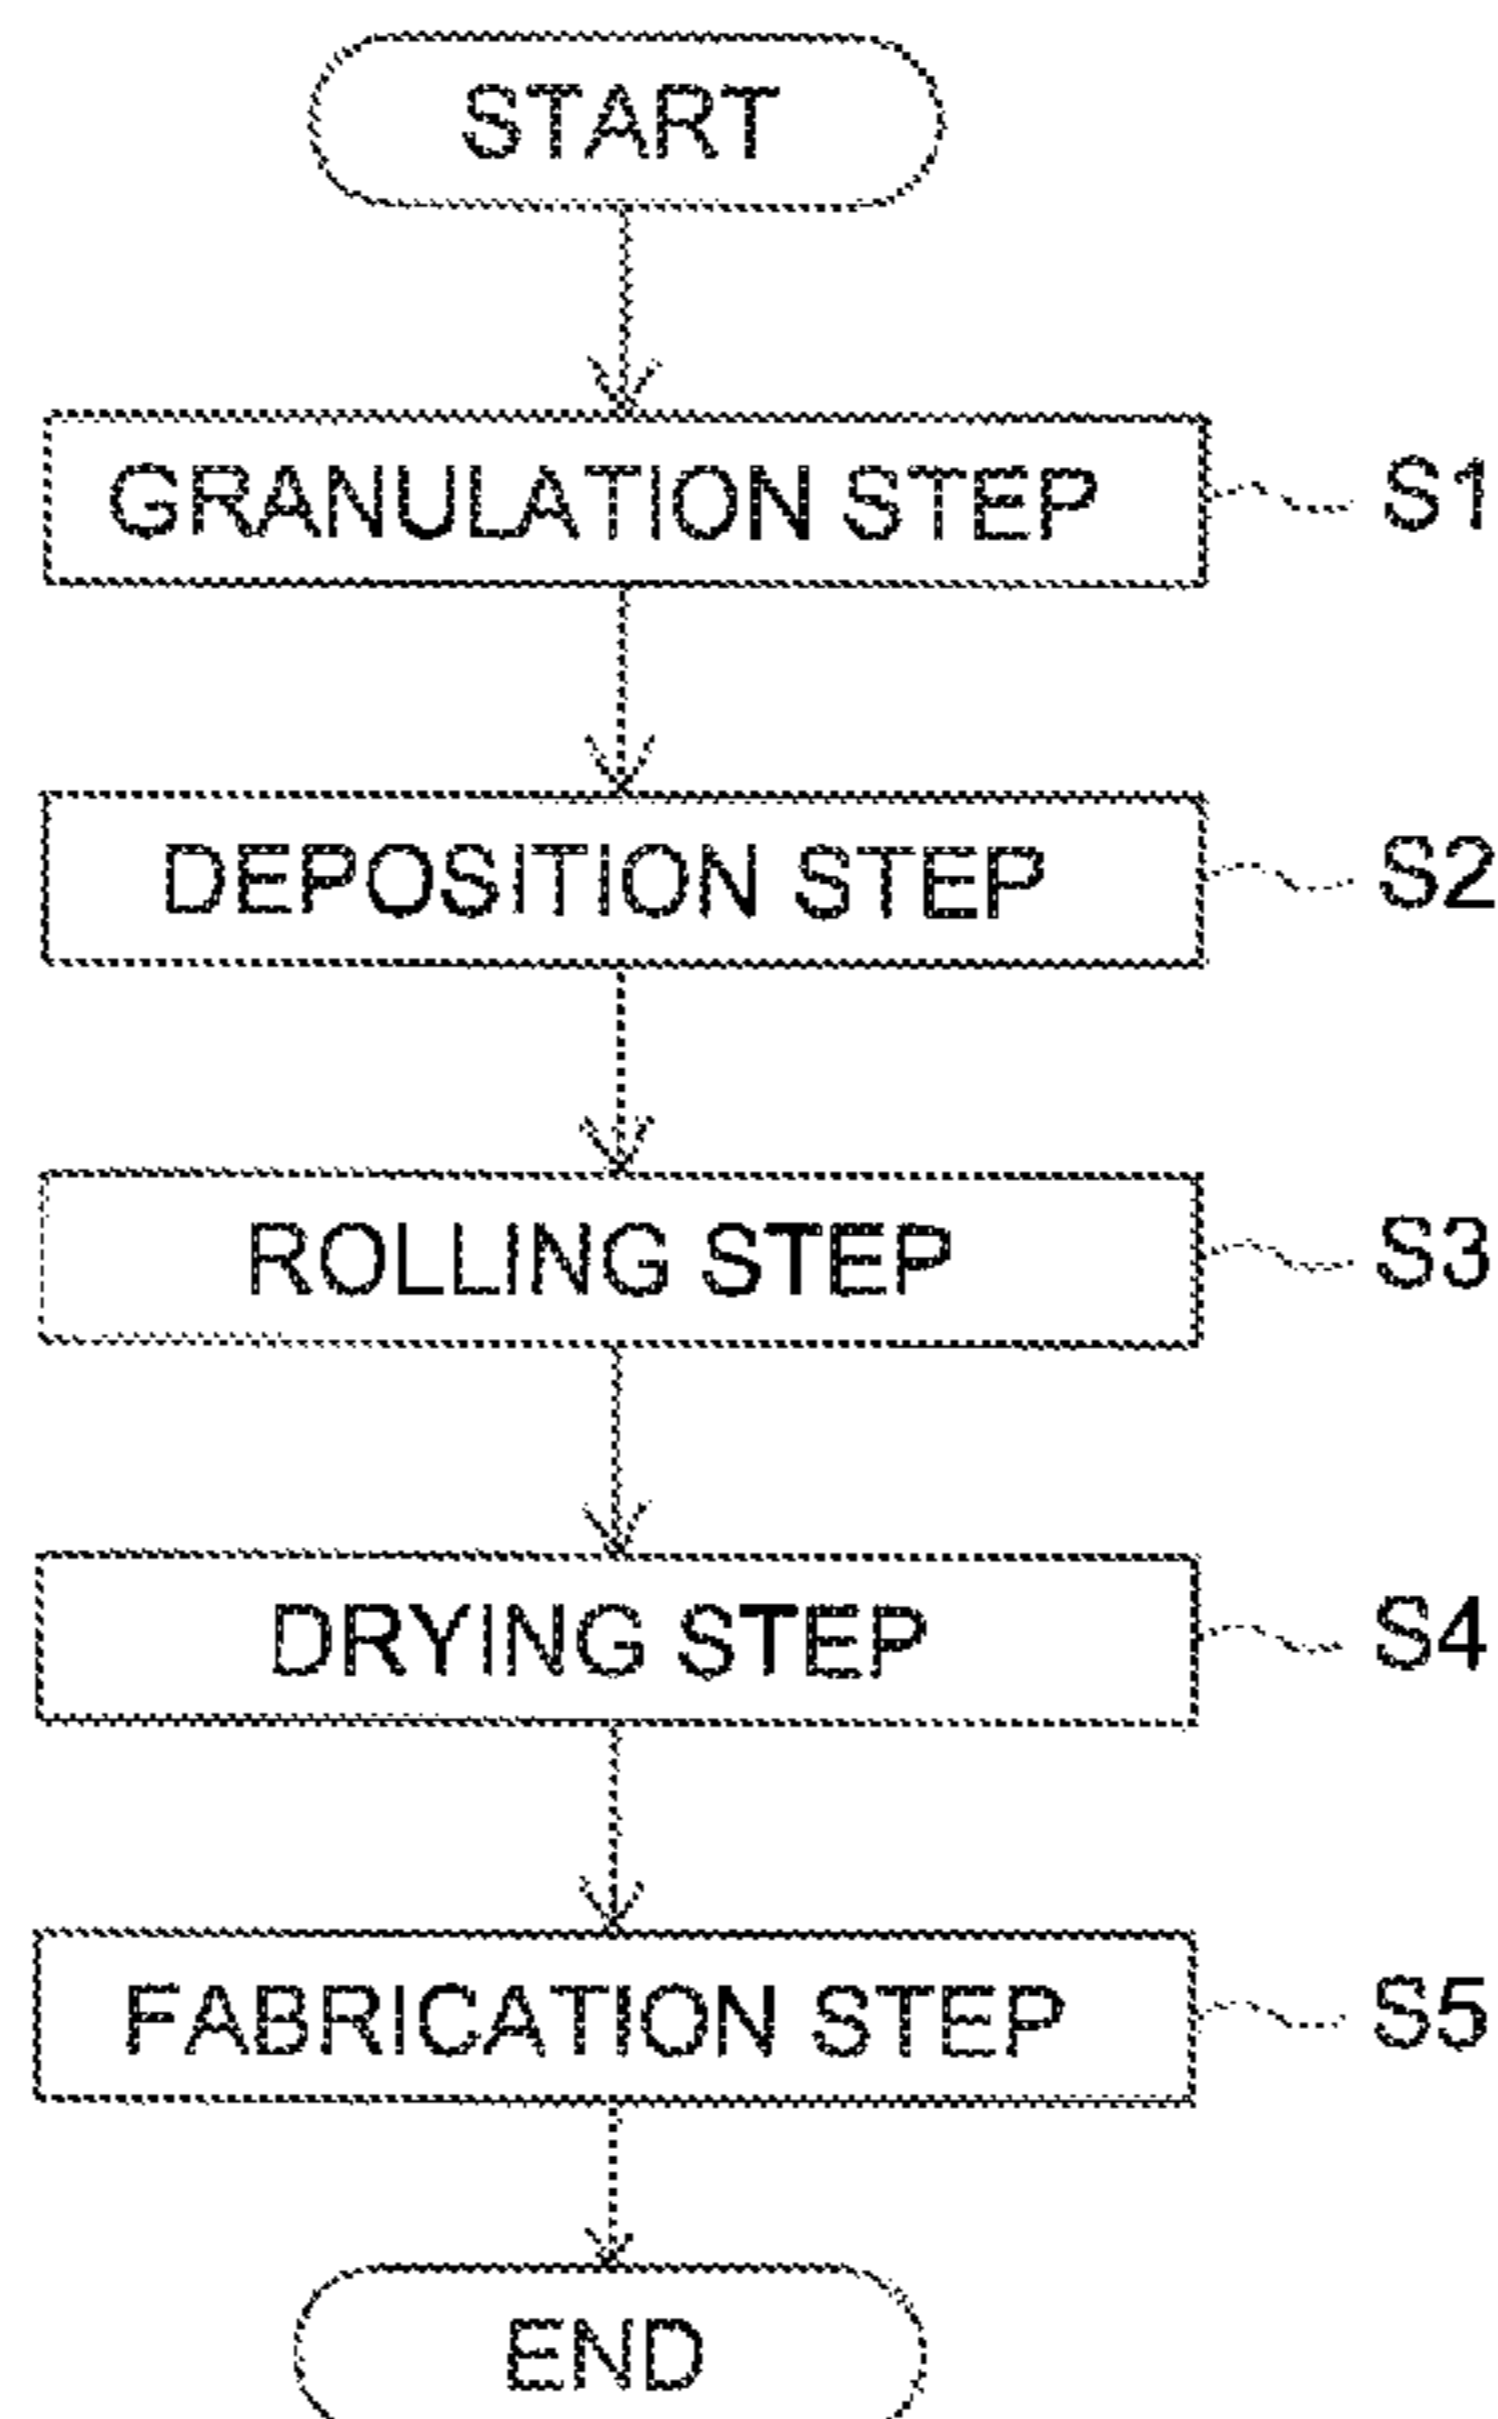 START
GRANULATION STEP S1
DEPOSITION STEP S2
ROLLING STEP S3
DRYING STEP S4
FABRICATION STEP S5
END